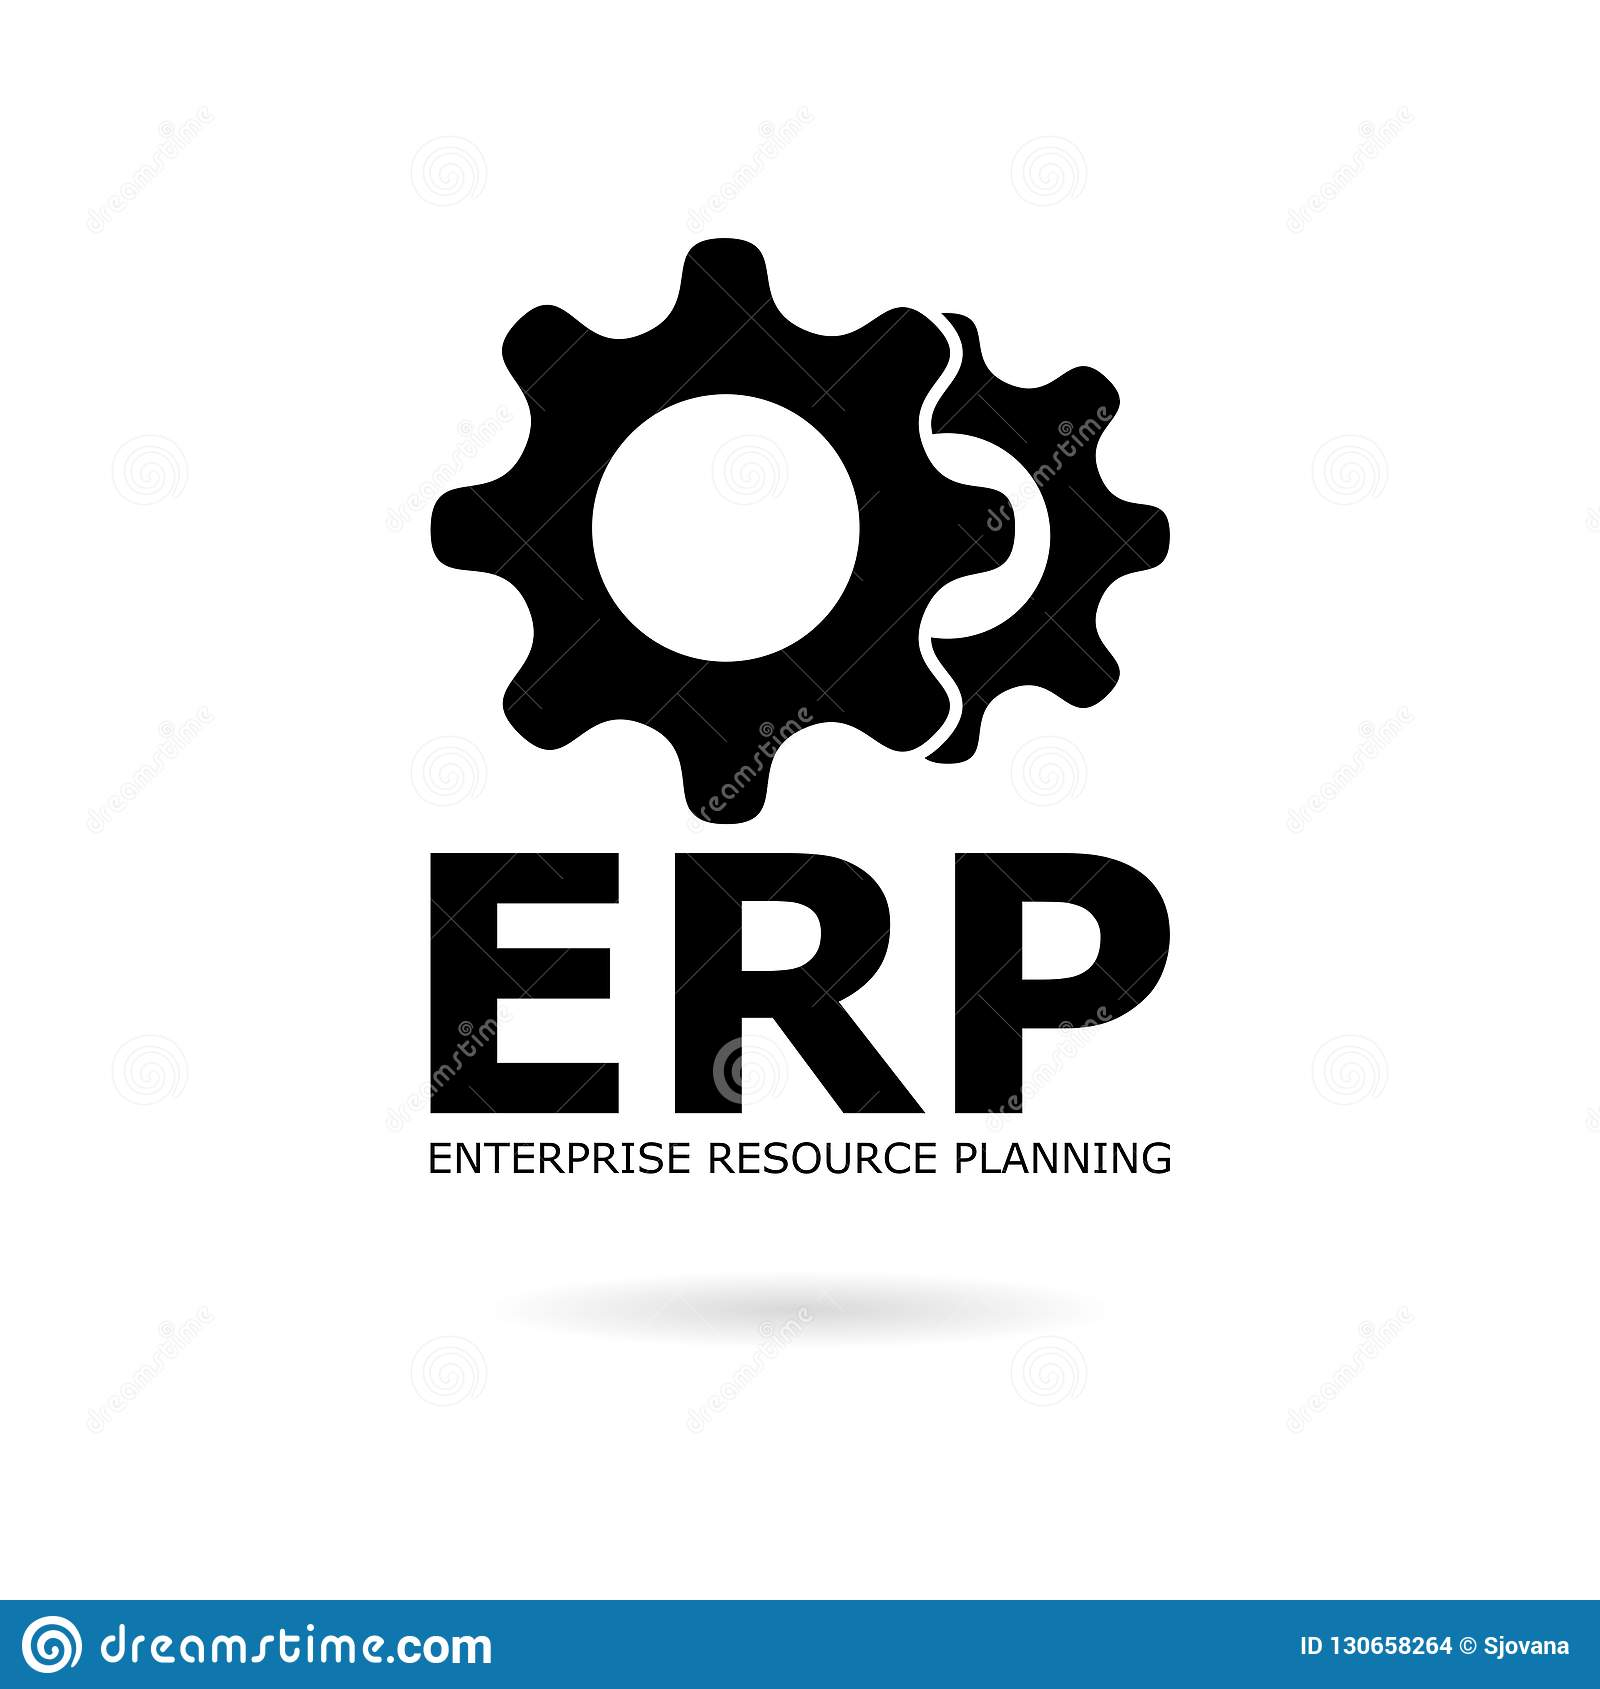 ERP
ENTERPRISE RESOURCE PLANNING
dreamstime.com
ID 130658264 © Sjovana